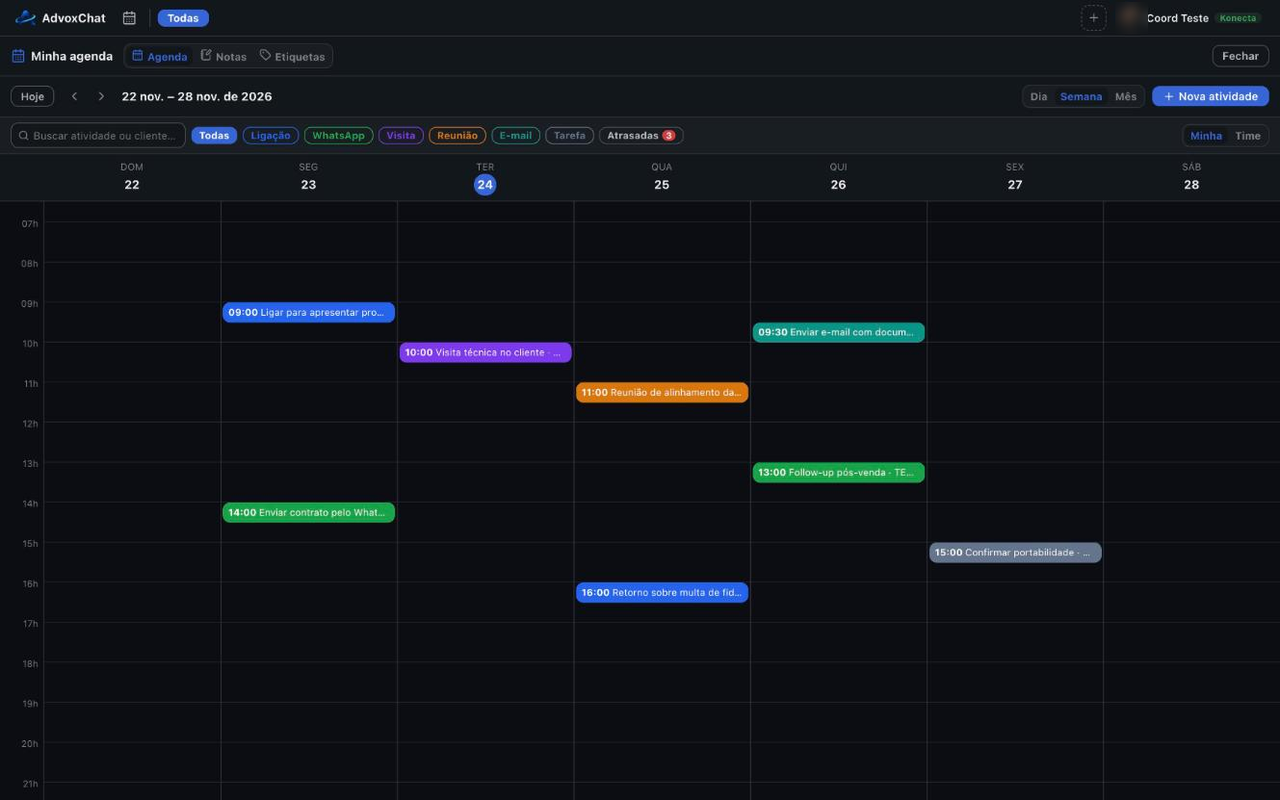 AdvoxChat Todas + Coord Teste Konecta
Minha agenda Agenda Notas Etiquetas Fechar
Hoje < > 22 nov. – 28 nov. de 2026 Dia Semana Mês + Nova atividade
Buscar atividade ou cliente... Todas Ligação WhatsApp Visita Reunião E-mail Tarefa Atrasadas 3 Minha Time
DOM SEG TER QUA QUI SEX SÁB
22 23 24 25 26 27 28
07h
08h
09h
09:00 Ligar para apresentar pro...
09:30 Enviar e-mail com docum...
10h
10:00 Visita técnica no cliente · ...
11h
11:00 Reunião de alinhamento da...
12h
13h
13:00 Follow-up pós-venda · TE...
14h
14:00 Enviar contrato pelo What...
15h
15:00 Confirmar portabilidade · ...
16h
16:00 Retorno sobre multa de fid...
17h
18h
19h
20h
21h